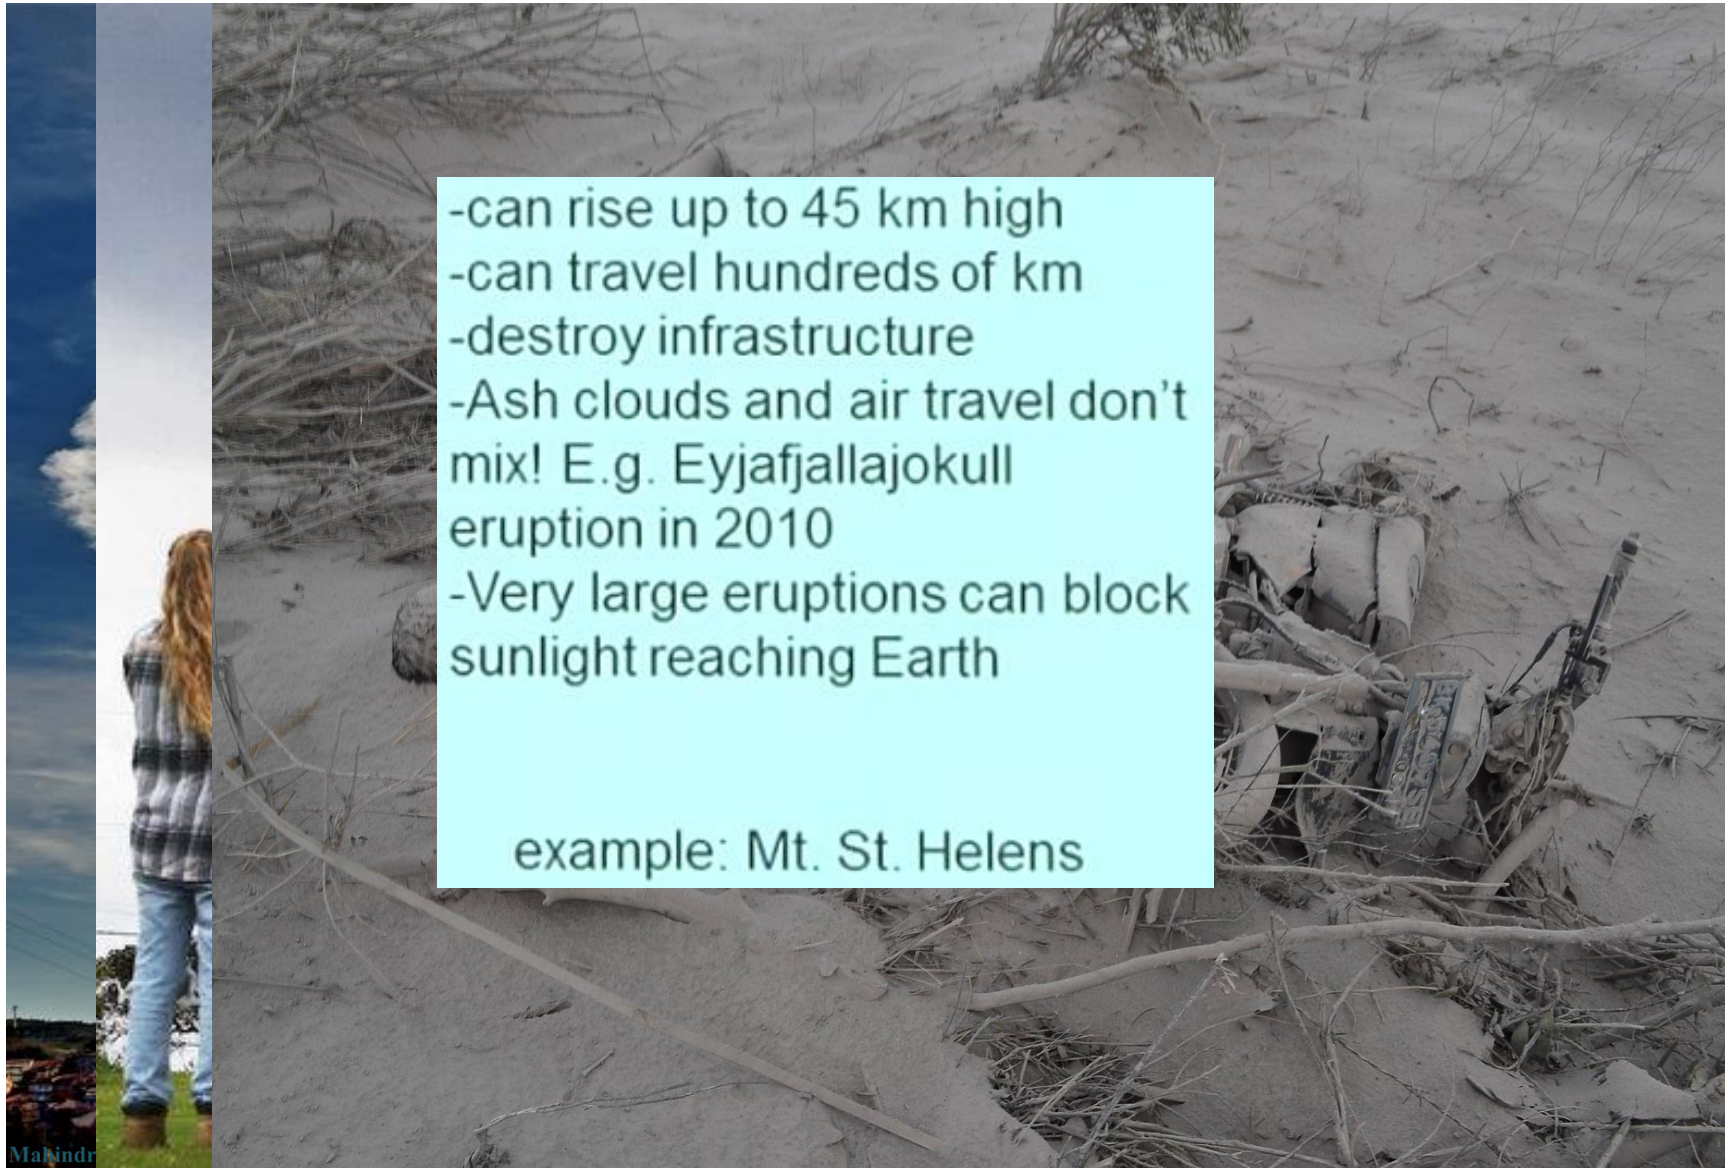 -can rise up to 45 km high
-can travel hundreds of km
-destroy infrastructure
-Ash clouds and air travel don't
mix! E.g. Eyjafjallajokull
eruption in 2010
-Very large eruptions can block
sunlight reaching Earth
example: Mt. St. Helens
Mahindr